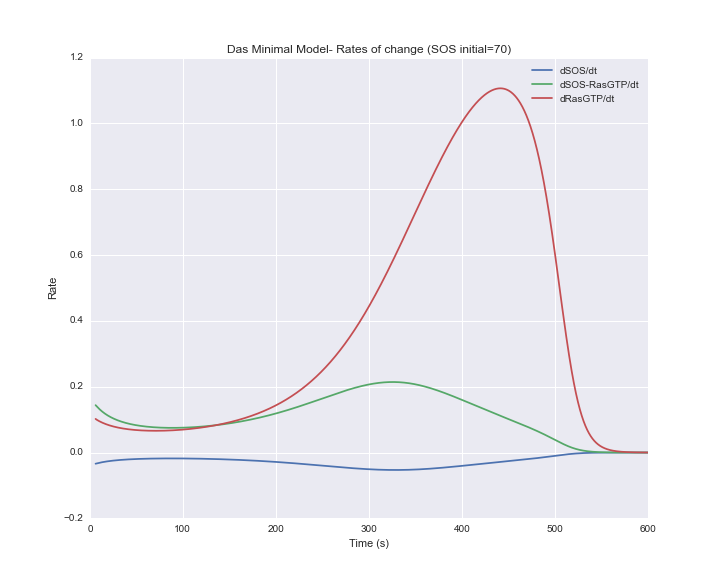 Das Minimal Model- Rates of change (SOS initial=70)
1.2
1.0
0.8
0.6
0.4
0.2
0.0
−0.2
Rate
dSOS/dt
dSOS-RasGTP/dt
dRasGTP/dt
0 100 200 300 400 500 600
Time (s)